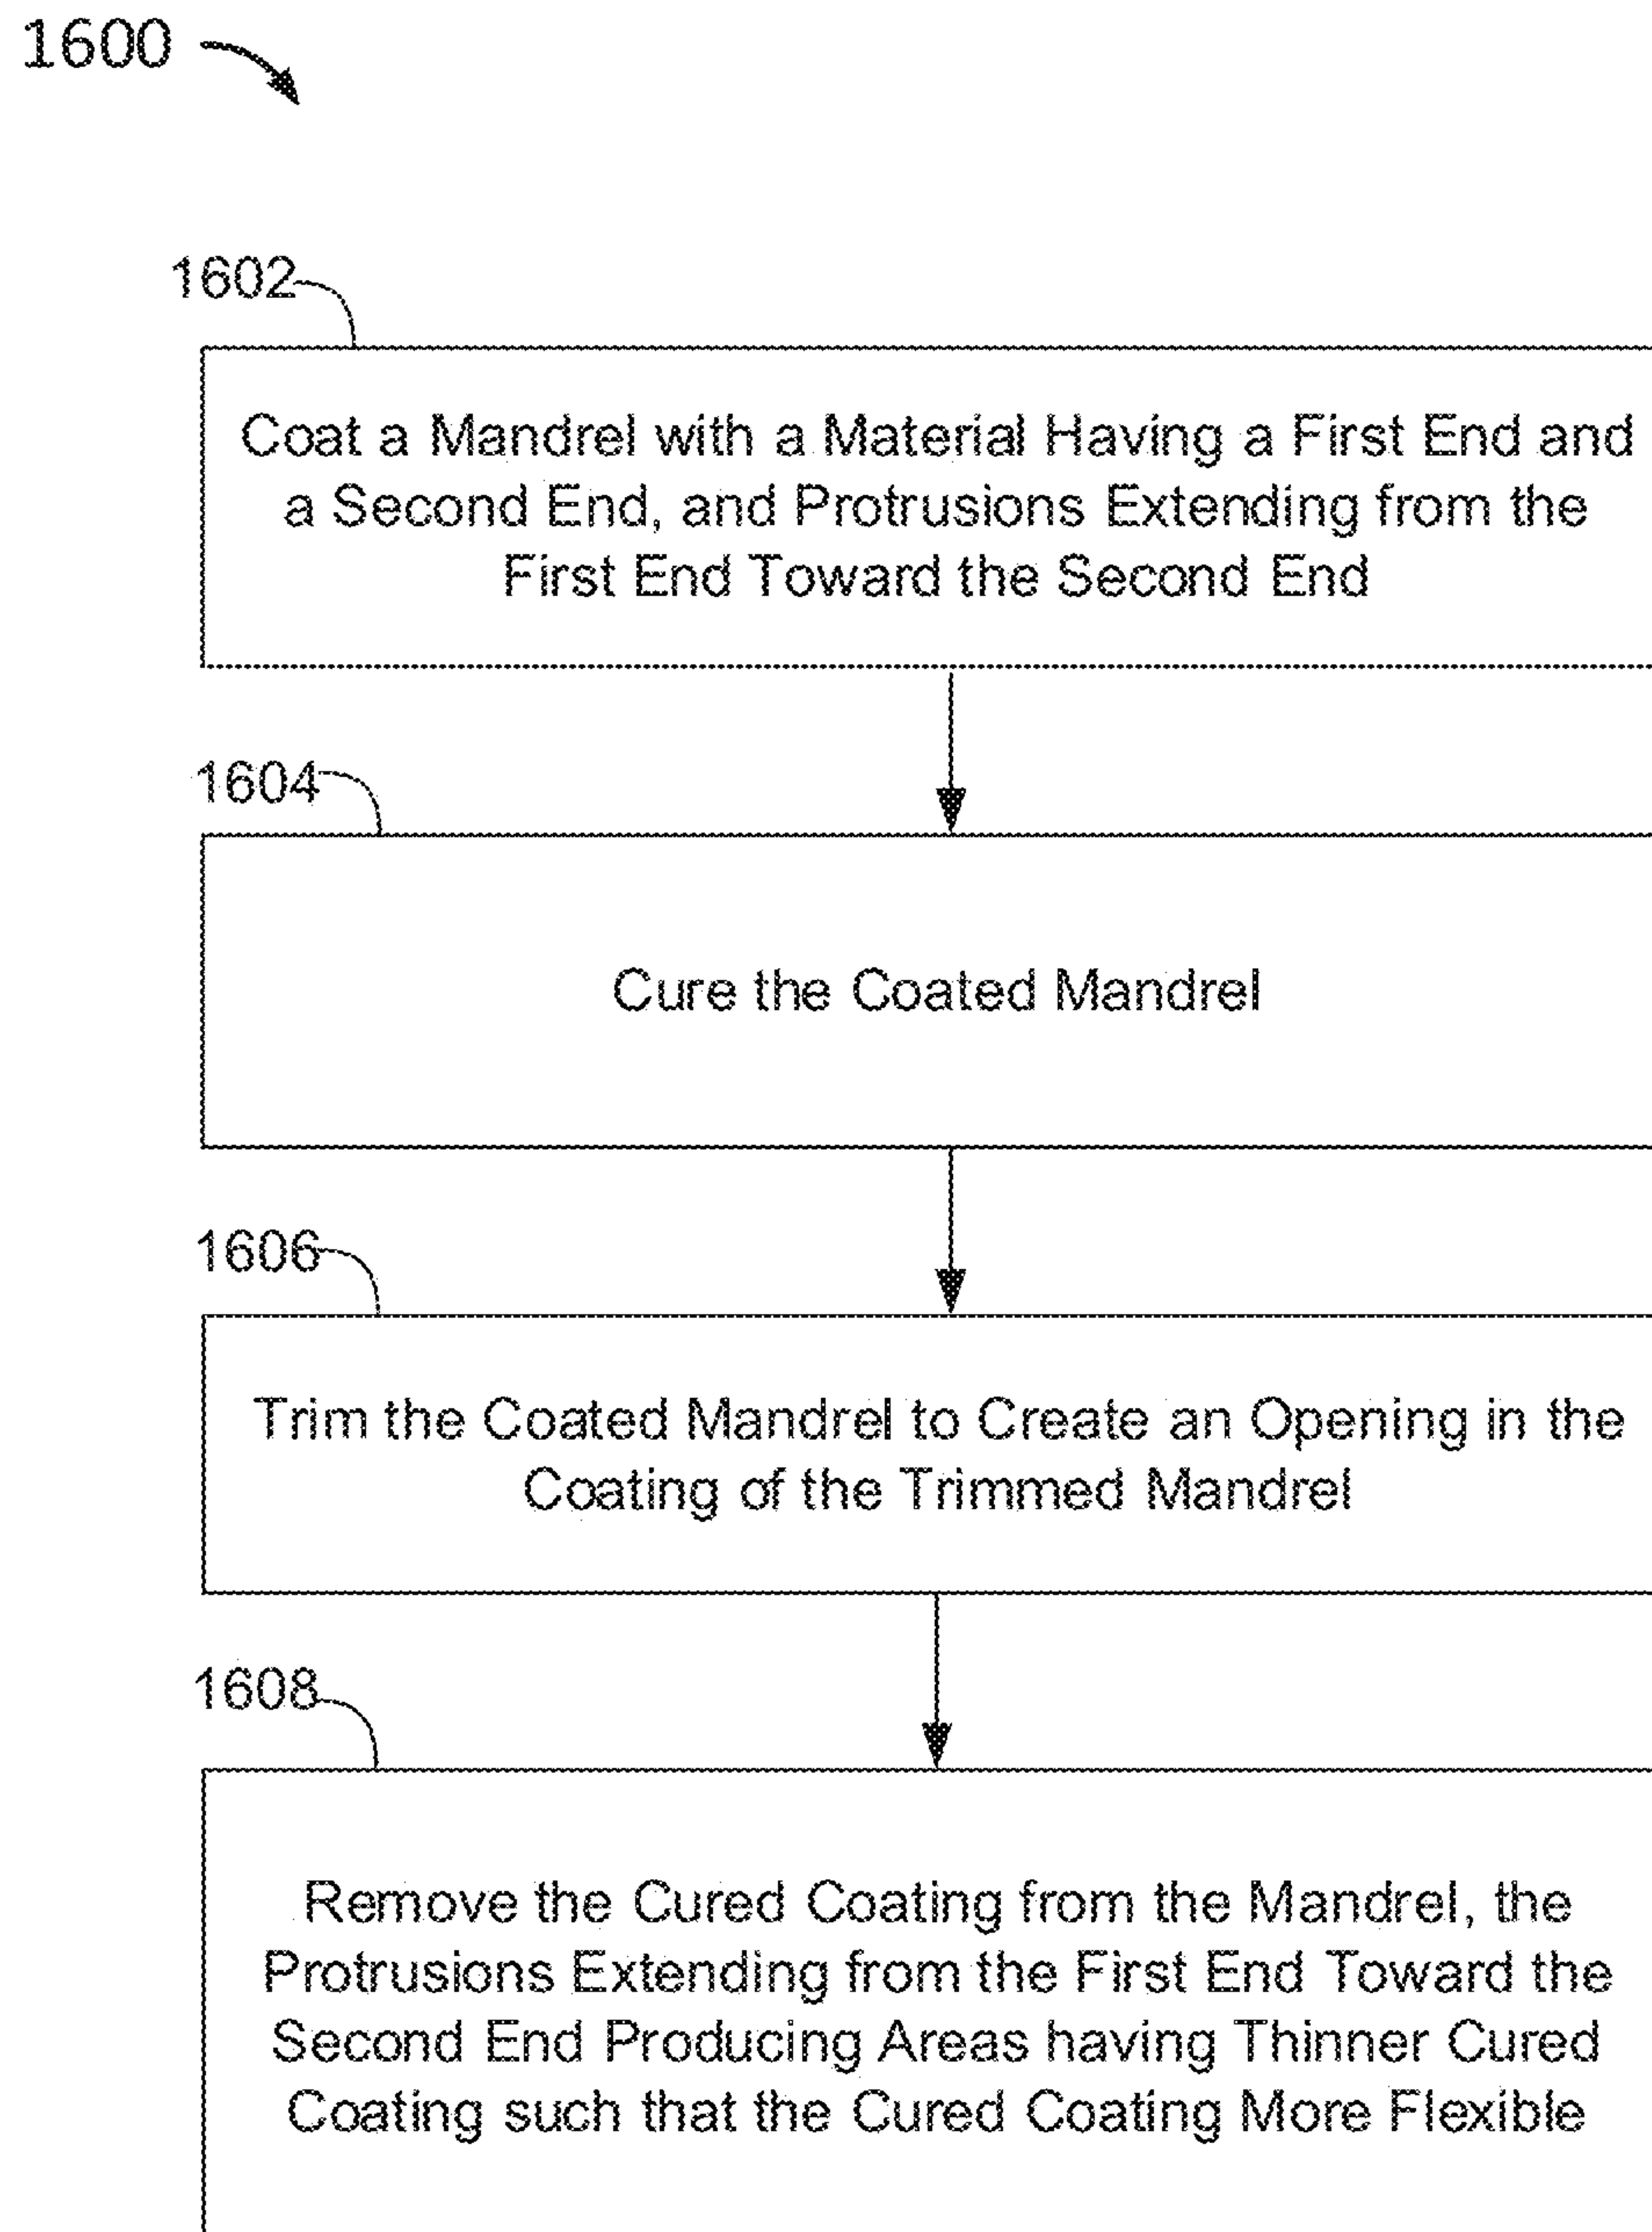 1600
1602
Coat a Mandrel with a Material Having a First End and
a Second End, and Protrusions Extending from the
First End Toward the Second End
1604
Cure the Coated Mandrel
1606
Trim the Coated Mandrel to Create an Opening in the
Coating of the Trimmed Mandrel
1608
Remove the Cured Coating from the Mandrel, the
Protrusions Extending from the First End Toward the
Second End Producing Areas having Thinner Cured
Coating such that the Cured Coating More Flexible